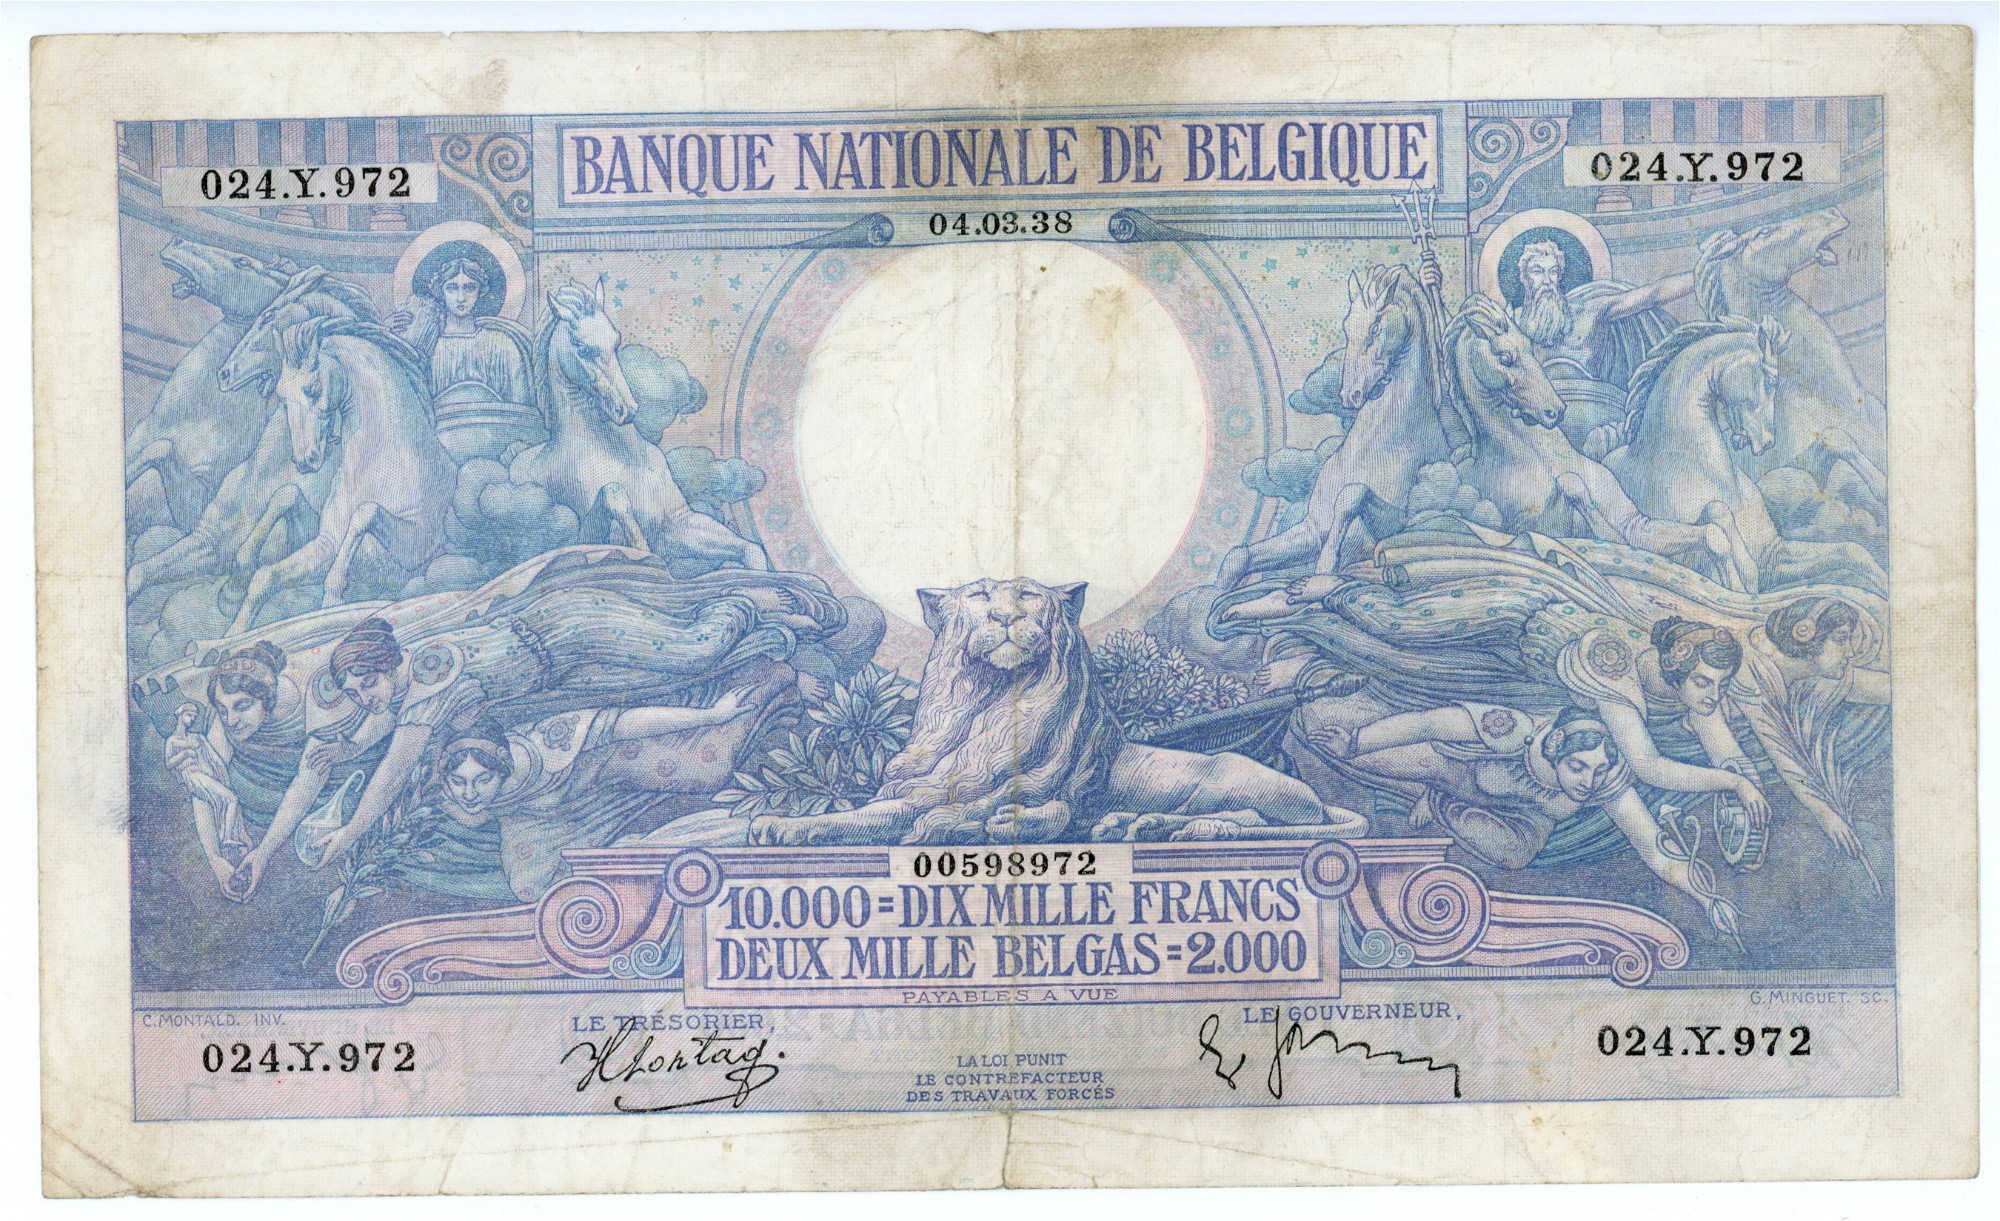 BANQUE NATIONALE DE BELGIQUE
024.Y.972
024.Y.972
04.03.38
00598972
10.000=DIX MILLE FRANCS
DEUX MILLE BELGAS=2.000
PAYABLES A VUE
C.MONTALD. INV.
G.MINGUET. SC.
LE TRÉSORIER,
LE GOUVERNEUR,
024.Y.972
024.Y.972
LA LOI PUNIT
LE CONTREFACTEUR
DES TRAVAUX FORCÉS